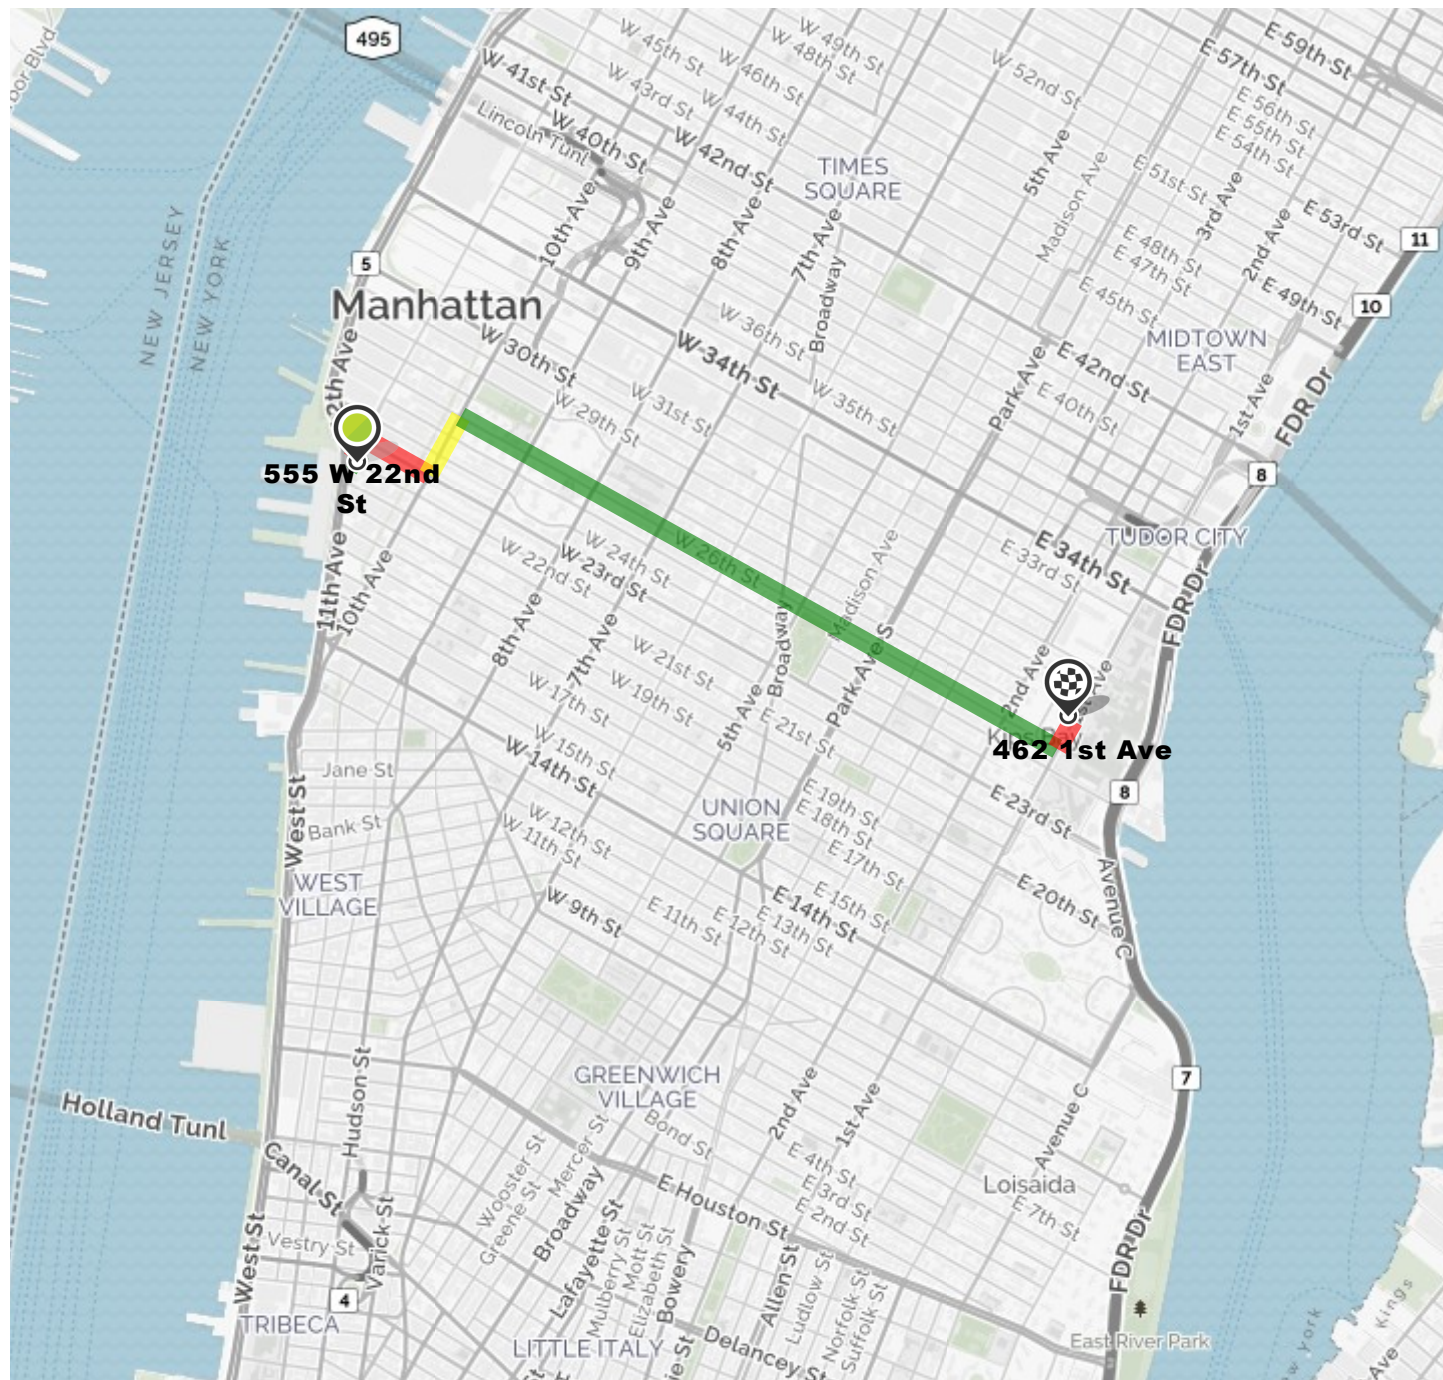 495
bor Blvd
W 41st St
W 45th St
W 46th St
W 49th St
W 48th St
W 43rd St
W 44th St
W 52nd St
E 59th St
E 57th St
E 56th St
E 55th St
E 54th St
Lincoln Tunl
W 40th St
W 42nd St
TIMES
SQUARE
5th Ave
Madison Ave
E 51st St
3rd Ave
E 53rd St
2nd Ave
11
NEW JERSEY
NEW YORK
5
10th Ave
9th Ave
8th Ave
7th Ave
Broadway
E 48th St
E 47th St
E 45th St
E 49th St
10
Manhattan
W 30th St
W 36th St
W 34th St
W 35th St
W 31st St
W 29th St
MIDTOWN
EAST
E 42nd St
E 40th St
Park Ave
1st Ave
FDR Dr
2th Ave
8
555 W 22nd
St
11th Ave
10th Ave
W 26th St
W 24th St
W 23rd St
W 22nd St
8th Ave
7th Ave
W 21st St
W 19th St
W 17th St
W 15th St
W 14th St
Broadway
Madison Ave
Park Ave S
5th Ave
E 21st St
TUDOR CITY
E 34th St
E 33rd St
FDR Dr
2nd Ave
st Ave
462 1st Ave
8
E 23rd St
E 19th St
E 18th St
E 17th St
E 15th St
E 20th St
Avenue C
Jane St
Bank St
West St
WEST
VILLAGE
W 12th St
W 11th St
W 9th St
UNION
SQUARE
E 14th St
E 13th St
E 12th St
E 11th St
GREENWICH
VILLAGE
2nd Ave
1st Ave
Avenue C
7
Holland Tunl
Hudson St
Canal St
Varick St
Vestry St
West St
4
TRIBECA
Wooster St
Greene St
Mercer St
Broadway
Bond St
E Houston St
E 4th St
E 3rd St
E 2nd St
Loisaida
E 7th St
Lafayette St
Mulberry St
Mott St
Elizabeth St
Bowery
Allen St
Ludlow St
Norfolk St
Suffolk St
Delancey St
LITTLE ITALY
ie St
FDR Dr
East River Park
ew York
Kings
Ave